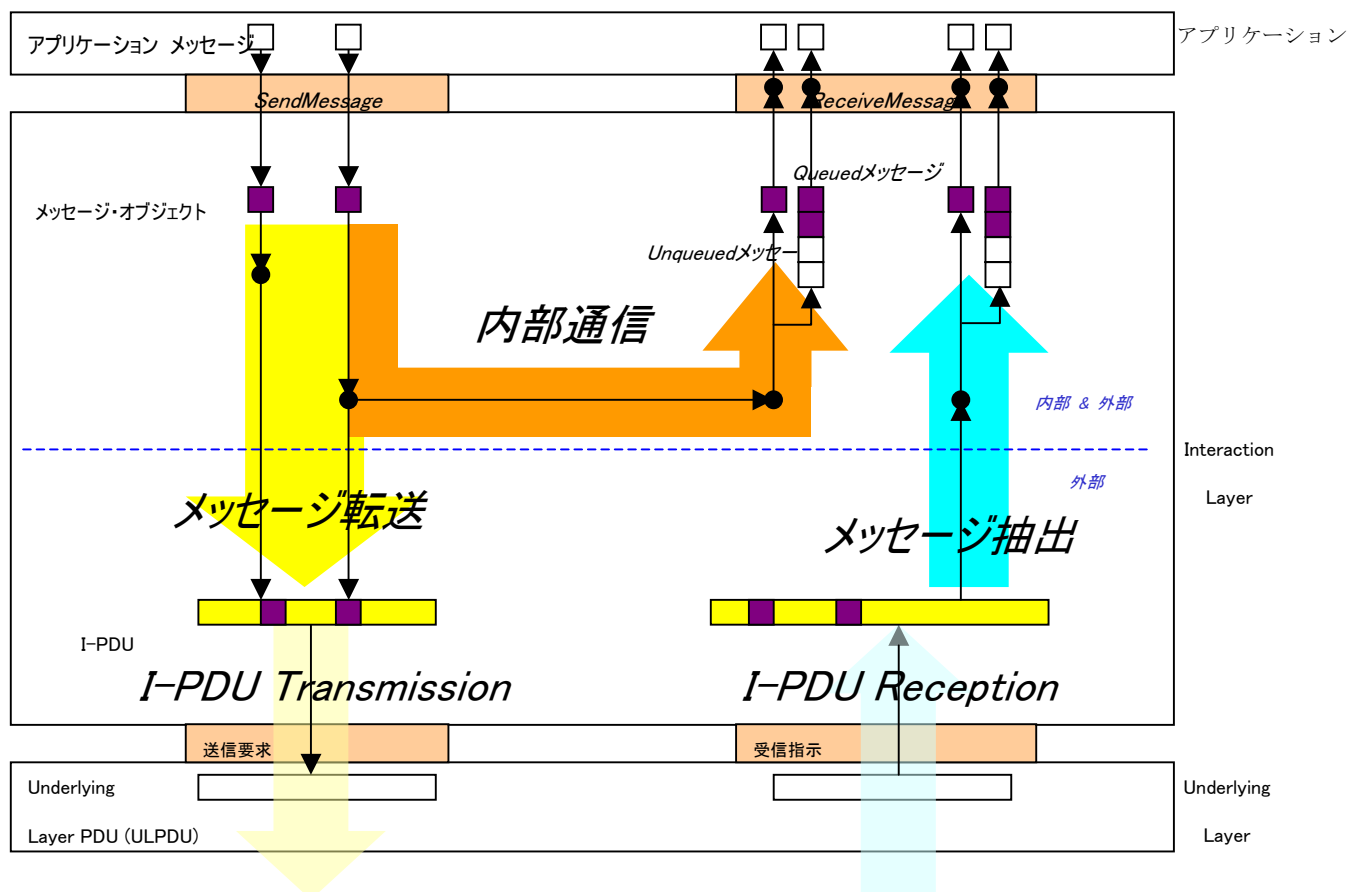 アプリケーション メッセージ
アプリケーション
SendMessage
ReceiveMessag
Queuedメッセージ
メッセージ・オブジェクト
Unqueuedメッセー
内部通信
内部 & 外部
Interaction
Layer
外部
メッセージ転送
メッセージ抽出
I-PDU
I-PDU Transmission
I-PDU Reception
送信要求
受信指示
Underlying
Layer PDU (ULPDU)
Underlying
Layer